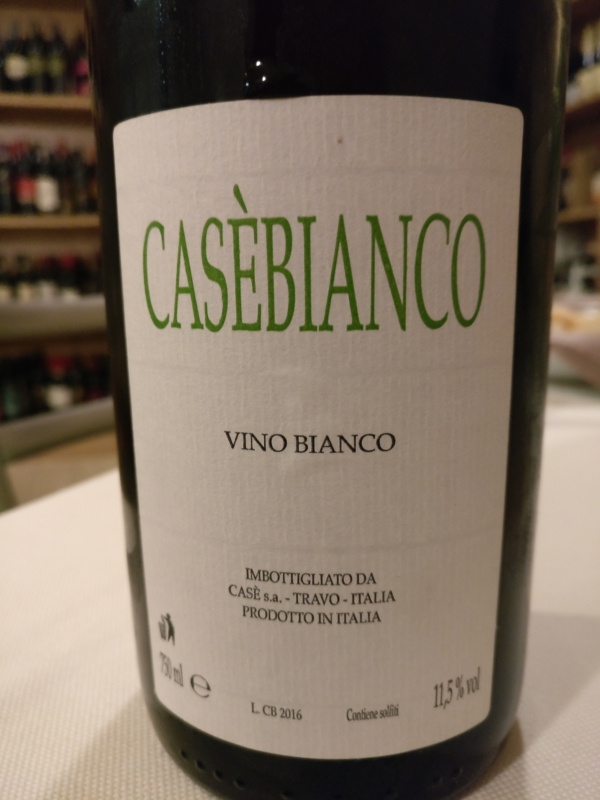 CASÈBIANCO
VINO BIANCO
IMBOTTIGLIATO DA
CASÈ s.a. - TRAVO - ITALIA
PRODOTTO IN ITALIA
750 ml e
L. CB 2016
Contiene solfiti
11,5 % vol